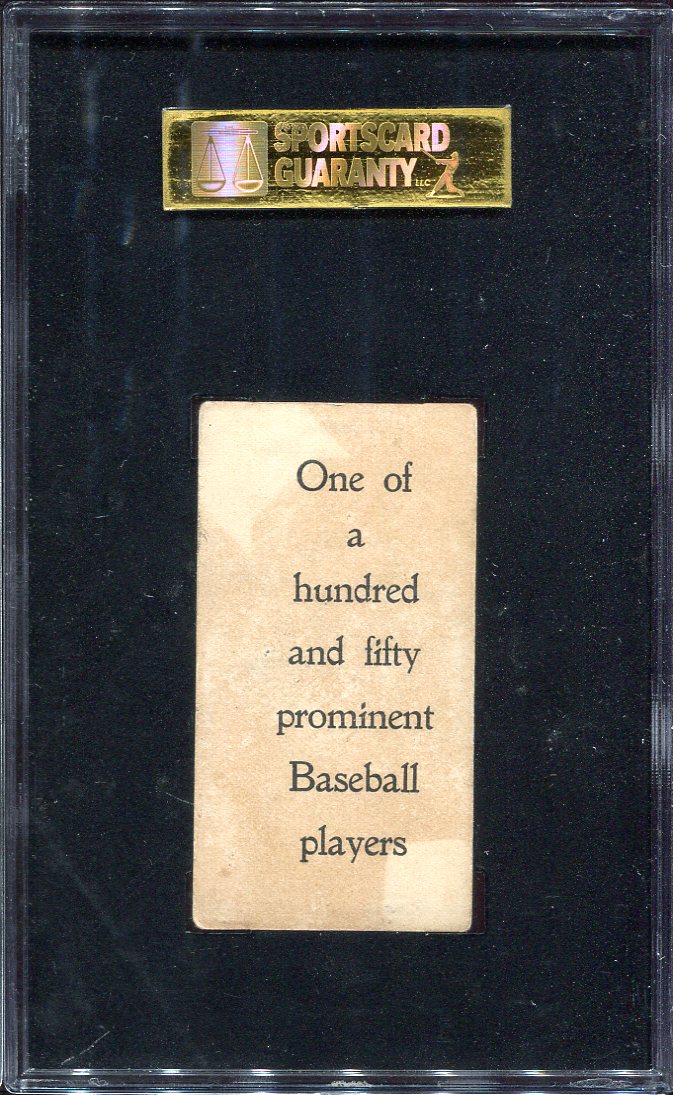 SPORTSCARD
GUARANTY LLC
One of
a
hundred
and fifty
prominent
Baseball
players